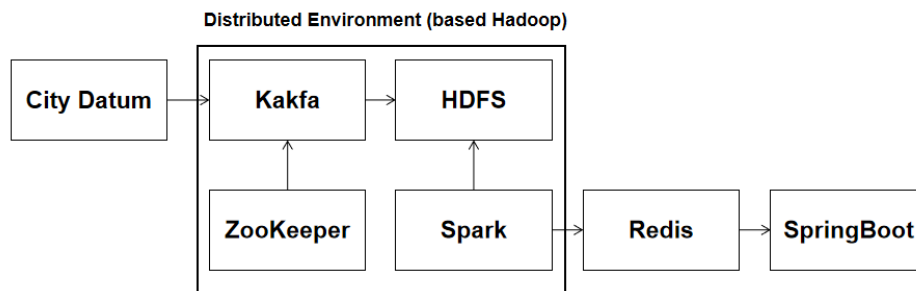 Distributed Environment (based Hadoop)
City Datum
Kakfa
HDFS
ZooKeeper
Spark
Redis
SpringBoot